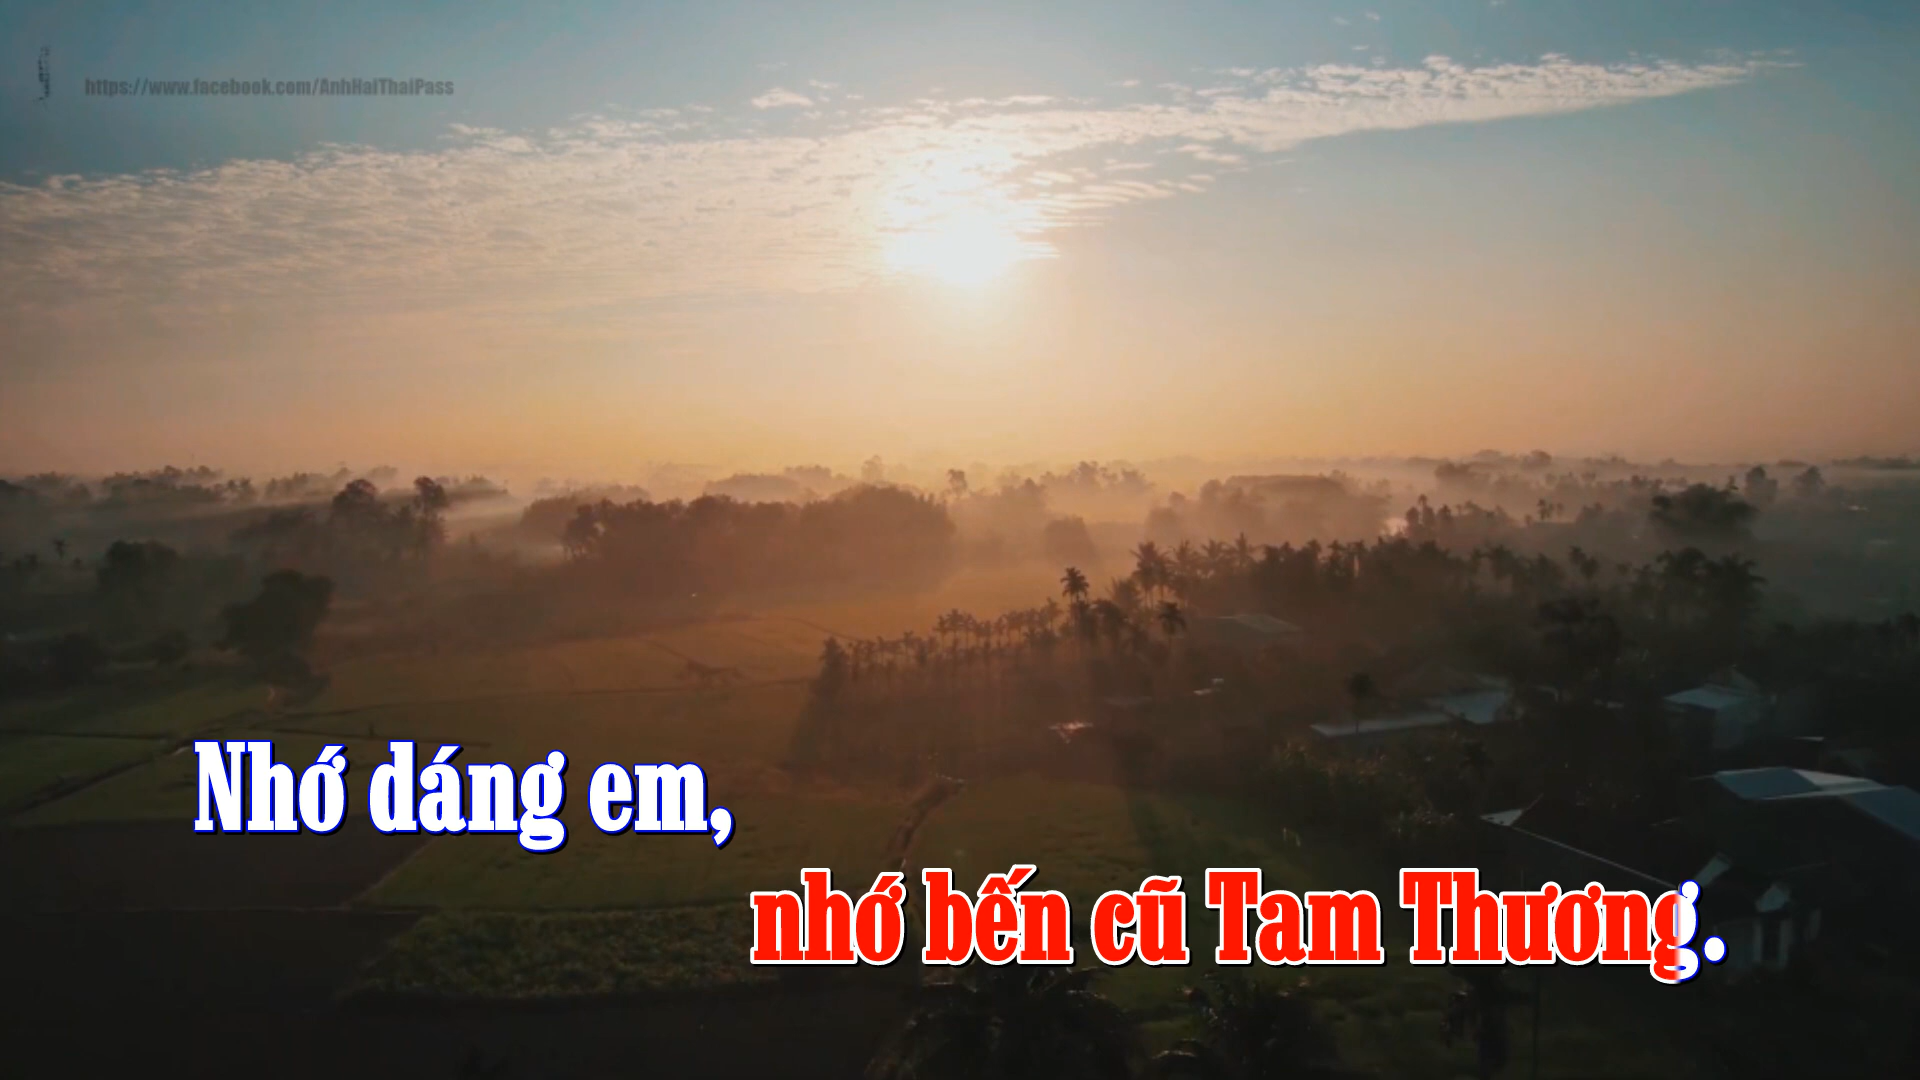 https://www.facebook.com/AnhHaiThaiPass
Nhớ dáng em,
nhớ bến cũ Tam Thương.